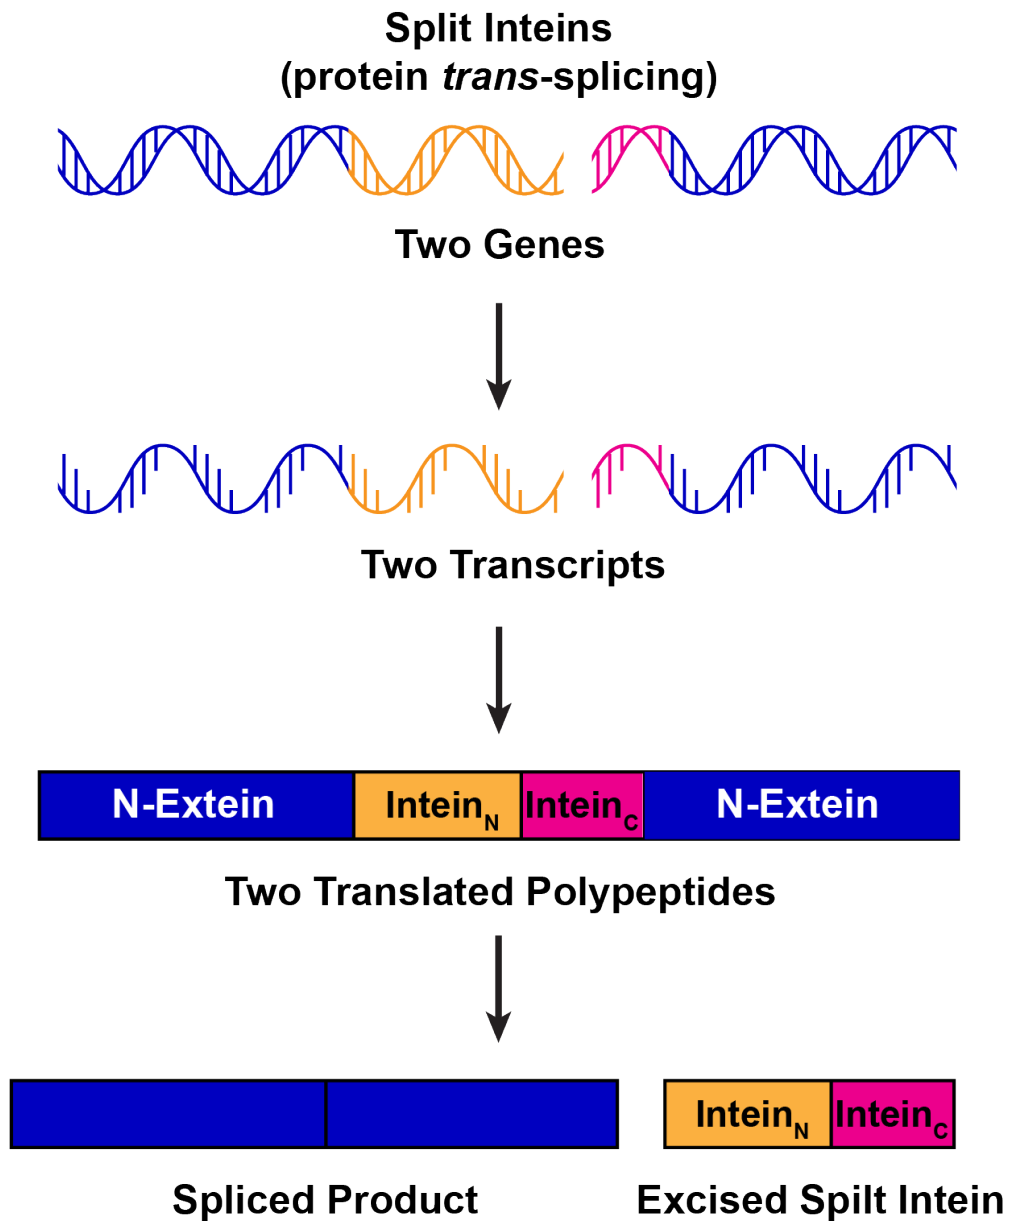 Split Inteins
(protein trans-splicing)
Two Genes
Two Transcripts
N-Extein InteinN InteinC N-Extein
Two Translated Polypeptides
InteinN InteinC
Spliced Product Excised Spilt Intein